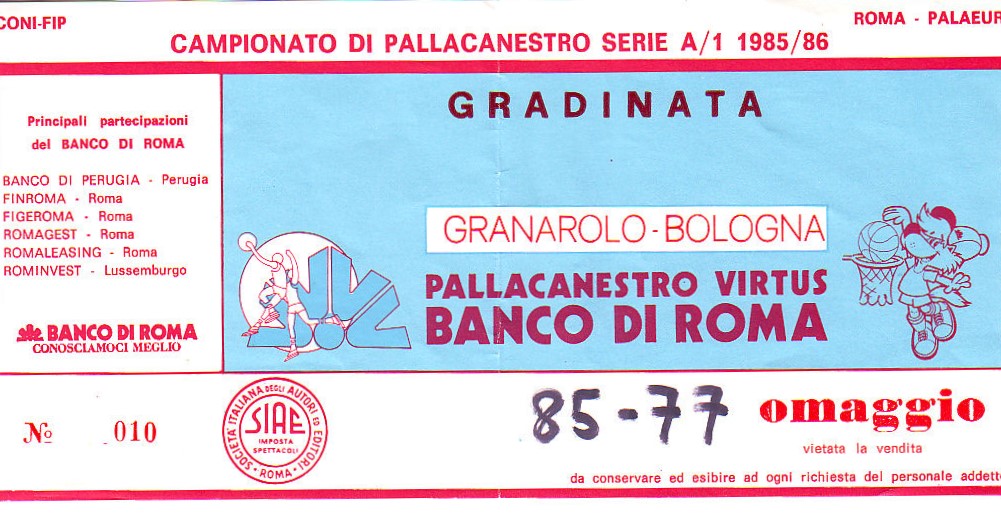 CONI-FIP
ROMA - PALAEUR
CAMPIONATO DI PALLACANESTRO SERIE A/1 1985/86
Principali partecipazioni
del BANCO DI ROMA
BANCO DI PERUGIA - Perugia
FINROMA - Roma
FIGEROMA - Roma
ROMAGEST - Roma
ROMALEASING - Roma
ROMINVEST - Lussemburgo
BANCO DI ROMA
CONOSCIAMOCI MEGLIO
GRADINATA
GRANAROLO - BOLOGNA
PALLACANESTRO VIRTUS
BANCO DI ROMA
Nº 010
SOCIETÀ ITALIANA DEGLI AUTORI ED EDITORI
SIAE
IMPOSTA
SPETTACOLI
· ROMA ·
85-77
omaggio
vietata la vendita
da conservare ed esibire ad ogni richiesta del personale addetto